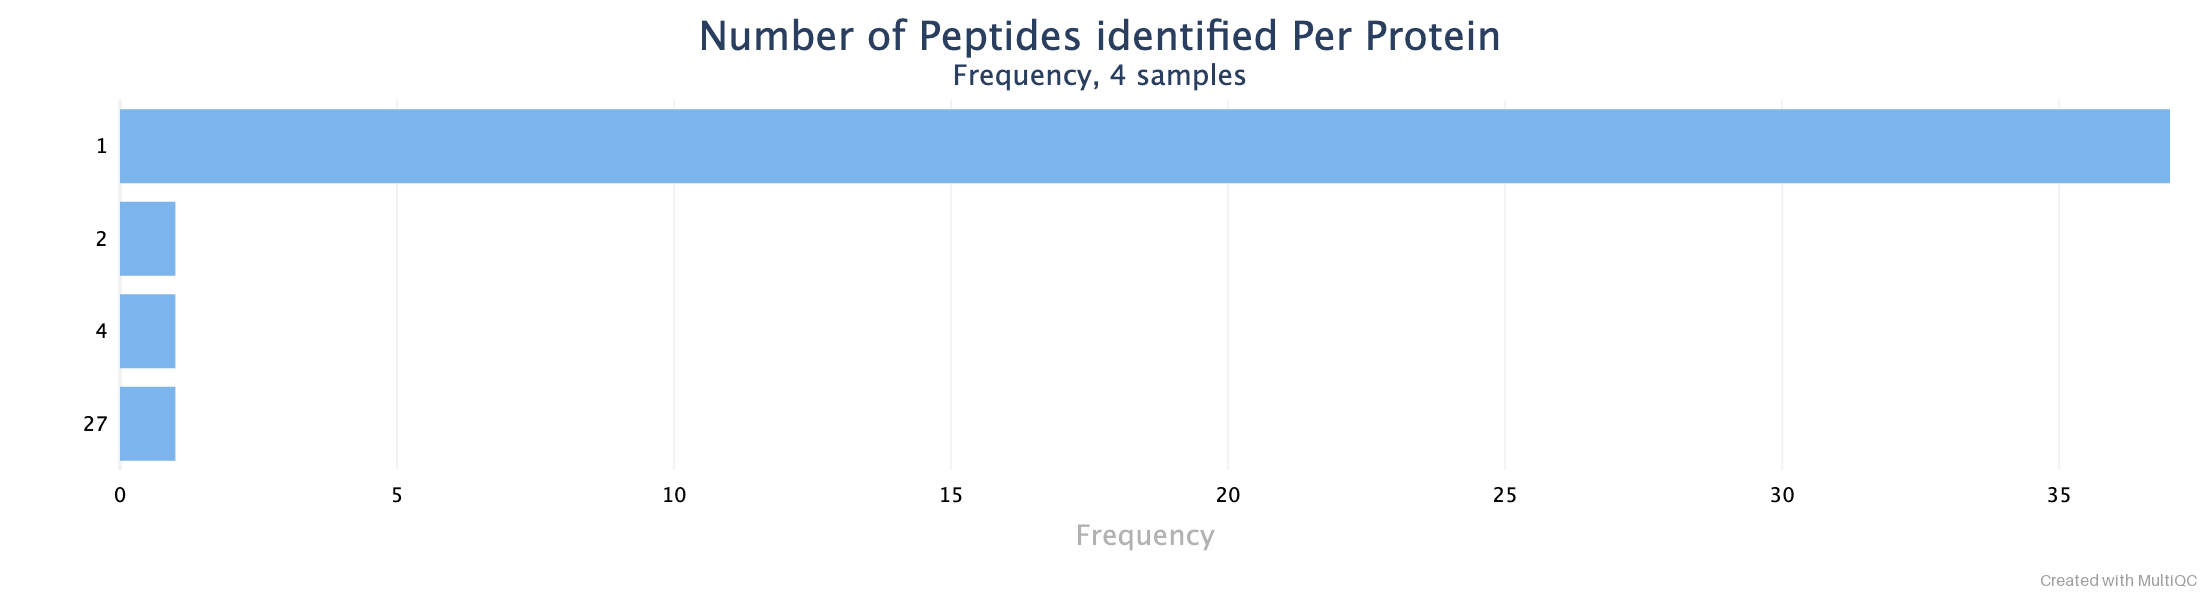 Number of Peptides identified Per Protein
Frequency, 4 samples
1
2
4
27
0 5 10 15 20 25 30 35
Frequency
Created with MultiQC